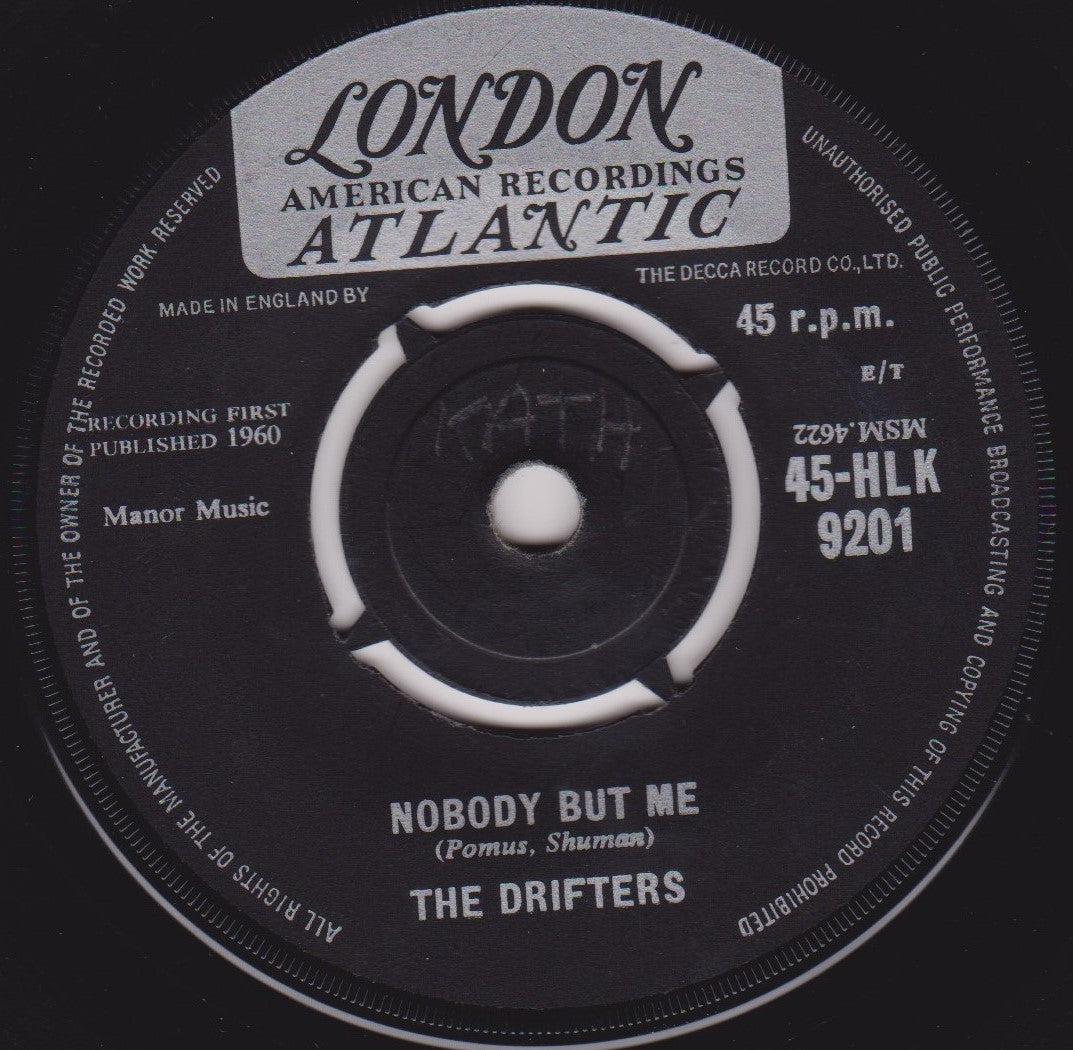 LONDON
AMERICAN RECORDINGS
ATLANTIC
MADE IN ENGLAND BY
THE DECCA RECORD CO., LTD.
45 r.p.m.
E/T
MSM.4622
45-HLK
9201
RECORDING FIRST
PUBLISHED 1960
Manor Music
KATH
NOBODY BUT ME
(Pomus, Shuman)
THE DRIFTERS
ALL RIGHTS OF THE MANUFACTURER AND OF THE OWNER OF THE RECORDED WORK RESERVED
UNAUTHORISED PUBLIC PERFORMANCE BROADCASTING AND COPYING OF THIS RECORD PROHIBITED